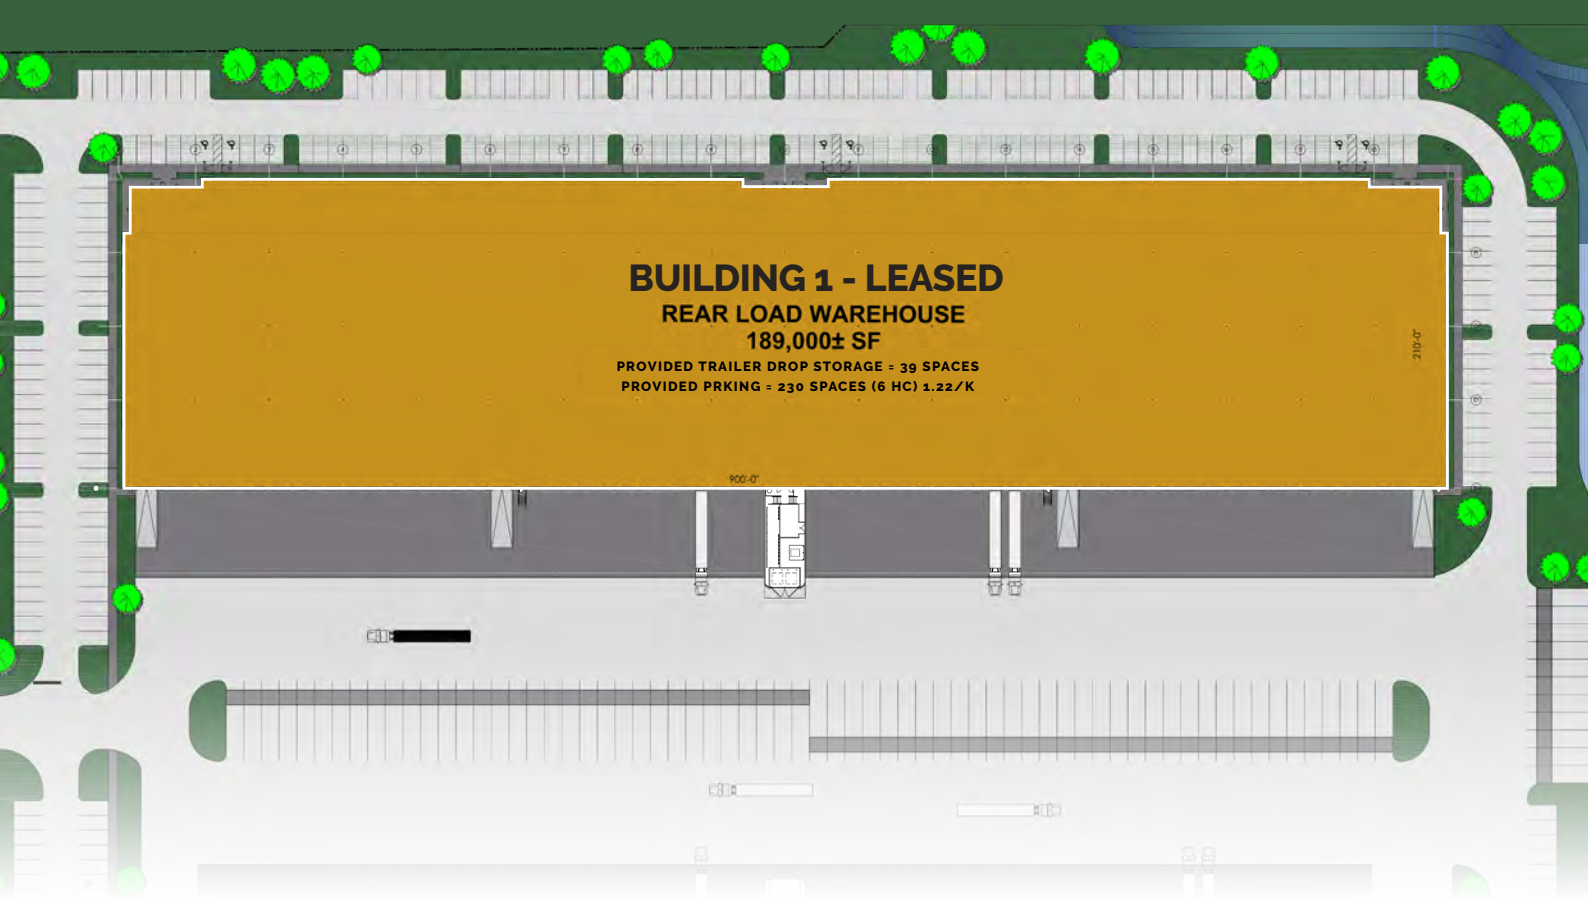 BUILDING 1 - LEASED
REAR LOAD WAREHOUSE
189,000± SF
PROVIDED TRAILER DROP STORAGE = 39 SPACES
PROVIDED PRKING = 230 SPACES (6 HC) 1.22/K
210'-0"
900'-0"